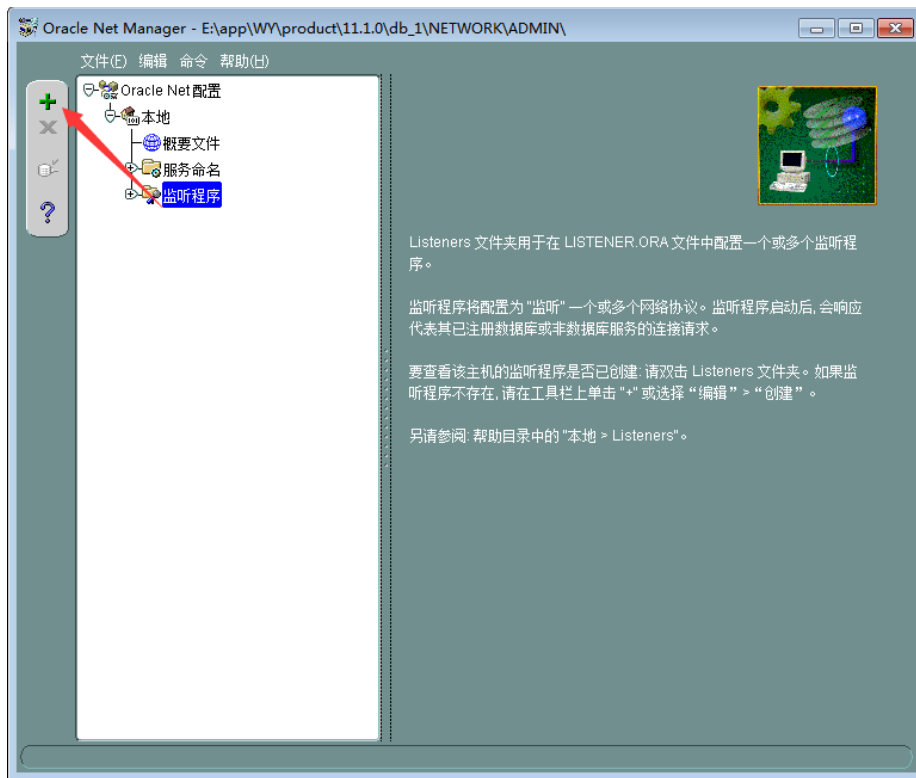 Oracle Net Manager - E:\app\WY\product\11.1.0\db_1\NETWORK\ADMIN\
文件(F) 编辑 命令 帮助(H)
Oracle Net 配置
本地
概要文件
服务命名
监听程序
Listeners 文件夹用于在 LISTENER.ORA 文件中配置一个或多个监听程
序。
监听程序将配置为 "监听" 一个或多个网络协议。监听程序启动后, 会响应
代表其已注册数据库或非数据库服务的连接请求。
要查看该主机的监听程序是否已创建: 请双击 Listeners 文件夹。如果监
听程序不存在, 请在工具栏上单击 "+" 或选择 “编辑” > “创建” 。
另请参阅: 帮助目录中的 "本地 > Listeners"。